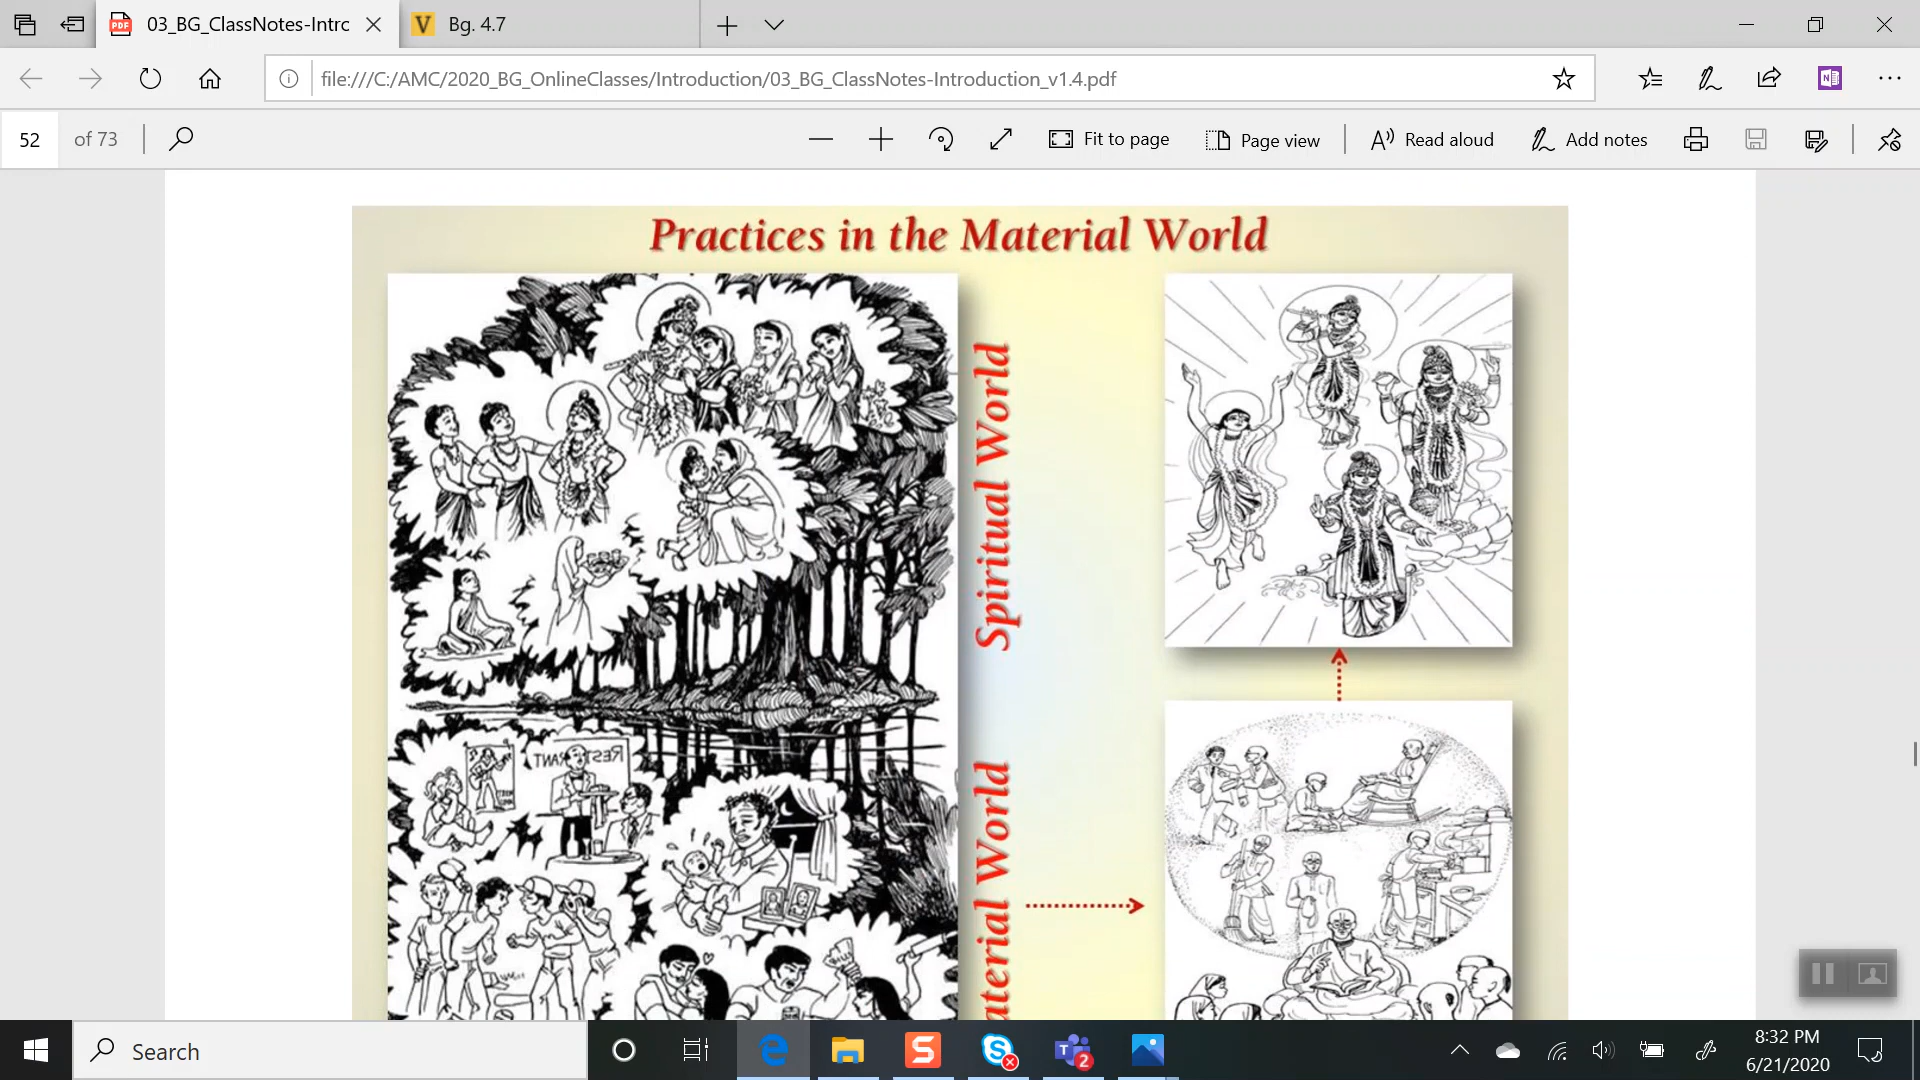 03_BG_ClassNotes-Intrc
Bg. 4.7
file:///C:/AMC/2020_BG_OnlineClasses/Introduction/03_BG_ClassNotes-Introduction_v1.4.pdf
52 of 73
Fit to page
Page view
Read aloud
Add notes
Practices in the Material World
Spiritual World
aterial World
Search
2
8:32 PM
6/21/2020